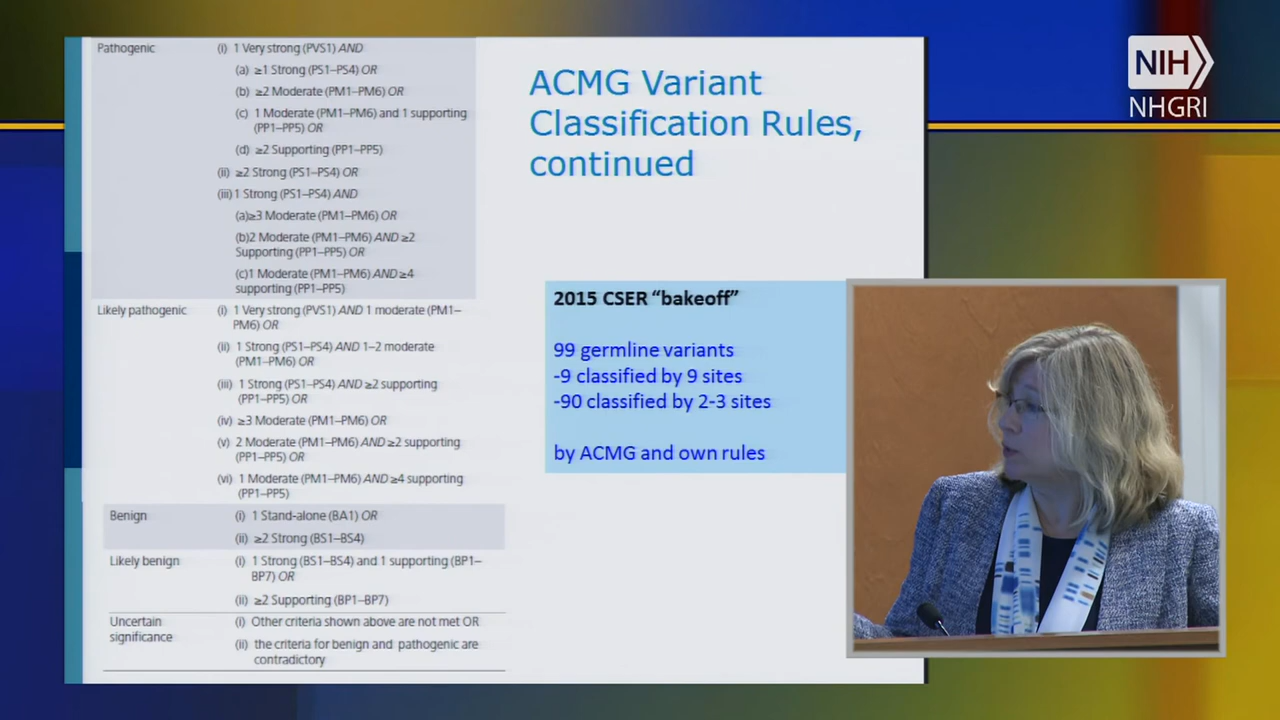 Pathogenic
(i) 1 Very strong (PVS1) AND
(a) ≥1 Strong (PS1–PS4) OR
(b) ≥2 Moderate (PM1–PM6) OR
(c) 1 Moderate (PM1–PM6) and 1 supporting
(PP1–PP5) OR
(d) ≥2 Supporting (PP1–PP5)
(ii) ≥2 Strong (PS1–PS4) OR
(iii) 1 Strong (PS1–PS4) AND
(a)≥3 Moderate (PM1–PM6) OR
(b)2 Moderate (PM1–PM6) AND ≥2
Supporting (PP1–PP5) OR
(c)1 Moderate (PM1–PM6) AND ≥4
supporting (PP1–PP5)
Likely pathogenic
(i) 1 Very strong (PVS1) AND 1 moderate (PM1–
PM6) OR
(ii) 1 Strong (PS1–PS4) AND 1–2 moderate
(PM1–PM6) OR
(iii) 1 Strong (PS1–PS4) AND ≥2 supporting
(PP1–PP5) OR
(iv) ≥3 Moderate (PM1–PM6) OR
(v) 2 Moderate (PM1–PM6) AND ≥2 supporting
(PP1–PP5) OR
(vi) 1 Moderate (PM1–PM6) AND ≥4 supporting
(PP1–PP5)
Benign
(i) 1 Stand-alone (BA1) OR
(ii) ≥2 Strong (BS1–BS4)
Likely benign
(i) 1 Strong (BS1–BS4) and 1 supporting (BP1–
BP7) OR
(ii) ≥2 Supporting (BP1–BP7)
Uncertain
significance
(i) Other criteria shown above are not met OR
(ii) the criteria for benign and pathogenic are
contradictory
ACMG Variant
Classification Rules,
continued
2015 CSER “bakeoff”
99 germline variants
-9 classified by 9 sites
-90 classified by 2-3 sites
by ACMG and own rules
NIH
NHGRI